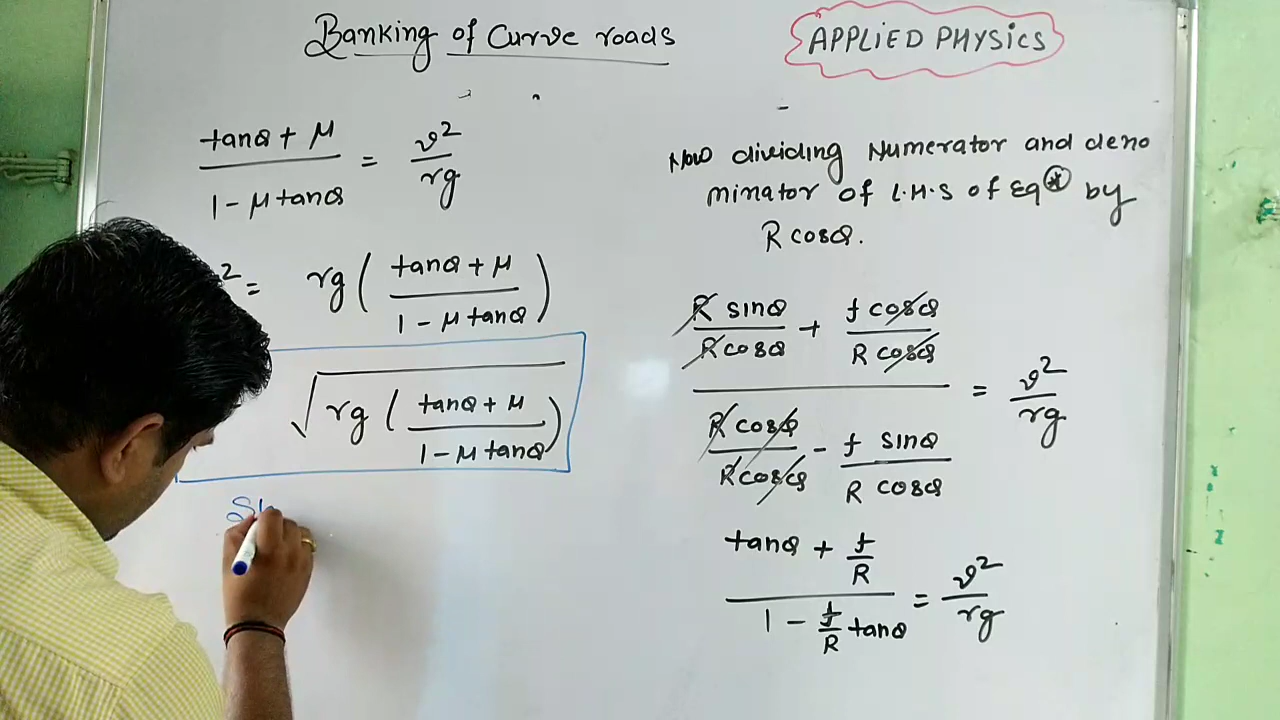 Banking of Curve roads
APPLiED PHYSiCS
tanθ + μ / 1 - μ tanθ = v² / rg
² = rg ( tanθ + μ / 1 - μ tanθ )
√ rg ( tanθ + μ / 1 - μ tanθ )
Now dividing Numerator and deno
minator of L.H.S of Eq * by
R cosθ.
R sinθ / R cosθ + f cosθ / R cosθ
R cosθ / R cosθ - f sinθ / R cosθ = v² / rg
tanθ + f / R
1 - f / R tanθ = v² / rg